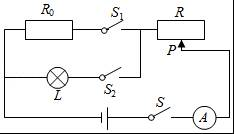 R₀ S₁ R
P
L S₂
S A